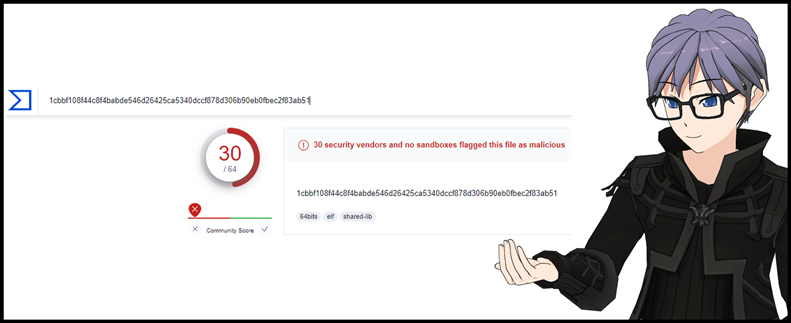 1cbbf108f44c8f4babde546d26425ca5340dccf878d306b90eb0fbec2f83ab51
30
/ 64
30 security vendors and no sandboxes flagged this file as malicious
1cbbf108f44c8f4babde546d26425ca5340dccf878d306b90eb0fbec2f83ab51
64bits elf shared-lib
Community Score